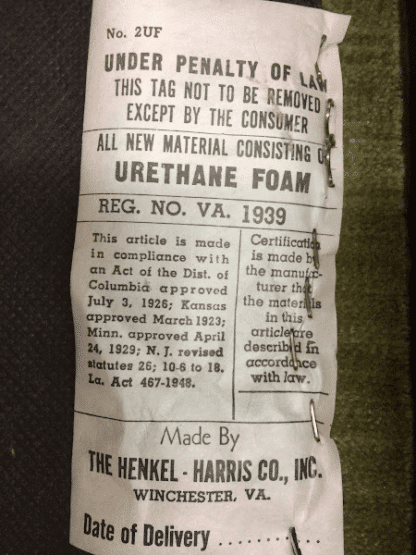 No. 2UF
UNDER PENALTY OF LAW
THIS TAG NOT TO BE REMOVED
EXCEPT BY THE CONSUMER
ALL NEW MATERIAL CONSISTING O
URETHANE FOAM
REG. NO. VA. 1939
This article is made
in compliance with
an Act of the Dist. of
Columbia approved
July 3, 1926; Kansas
approved March 1923;
Minn. approved April
24, 1929; N. J. revised
statutes 26; 10-6 to 18.
La. Act 467-1948.
Certification
is made by
the manufac-
turer that
the materials
in this
article are
described in
accordance
with law.
Made By
THE HENKEL - HARRIS CO., INC.
WINCHESTER, VA.
Date of Delivery ............